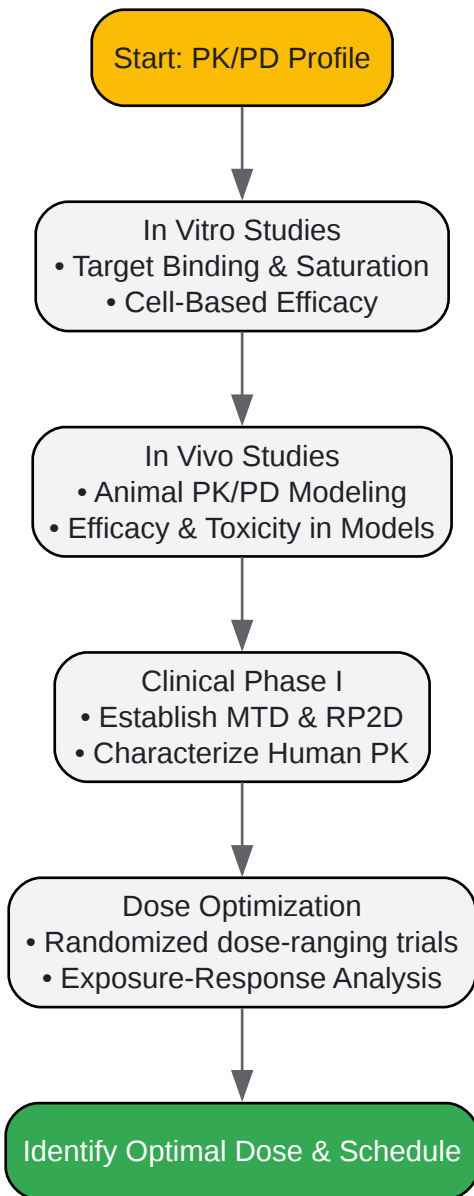 Start: PK/PD Profile
In Vitro Studies
• Target Binding & Saturation
• Cell-Based Efficacy
In Vivo Studies
• Animal PK/PD Modeling
• Efficacy & Toxicity in Models
Clinical Phase I
• Establish MTD & RP2D
• Characterize Human PK
Dose Optimization
• Randomized dose-ranging trials
• Exposure-Response Analysis
Identify Optimal Dose & Schedule